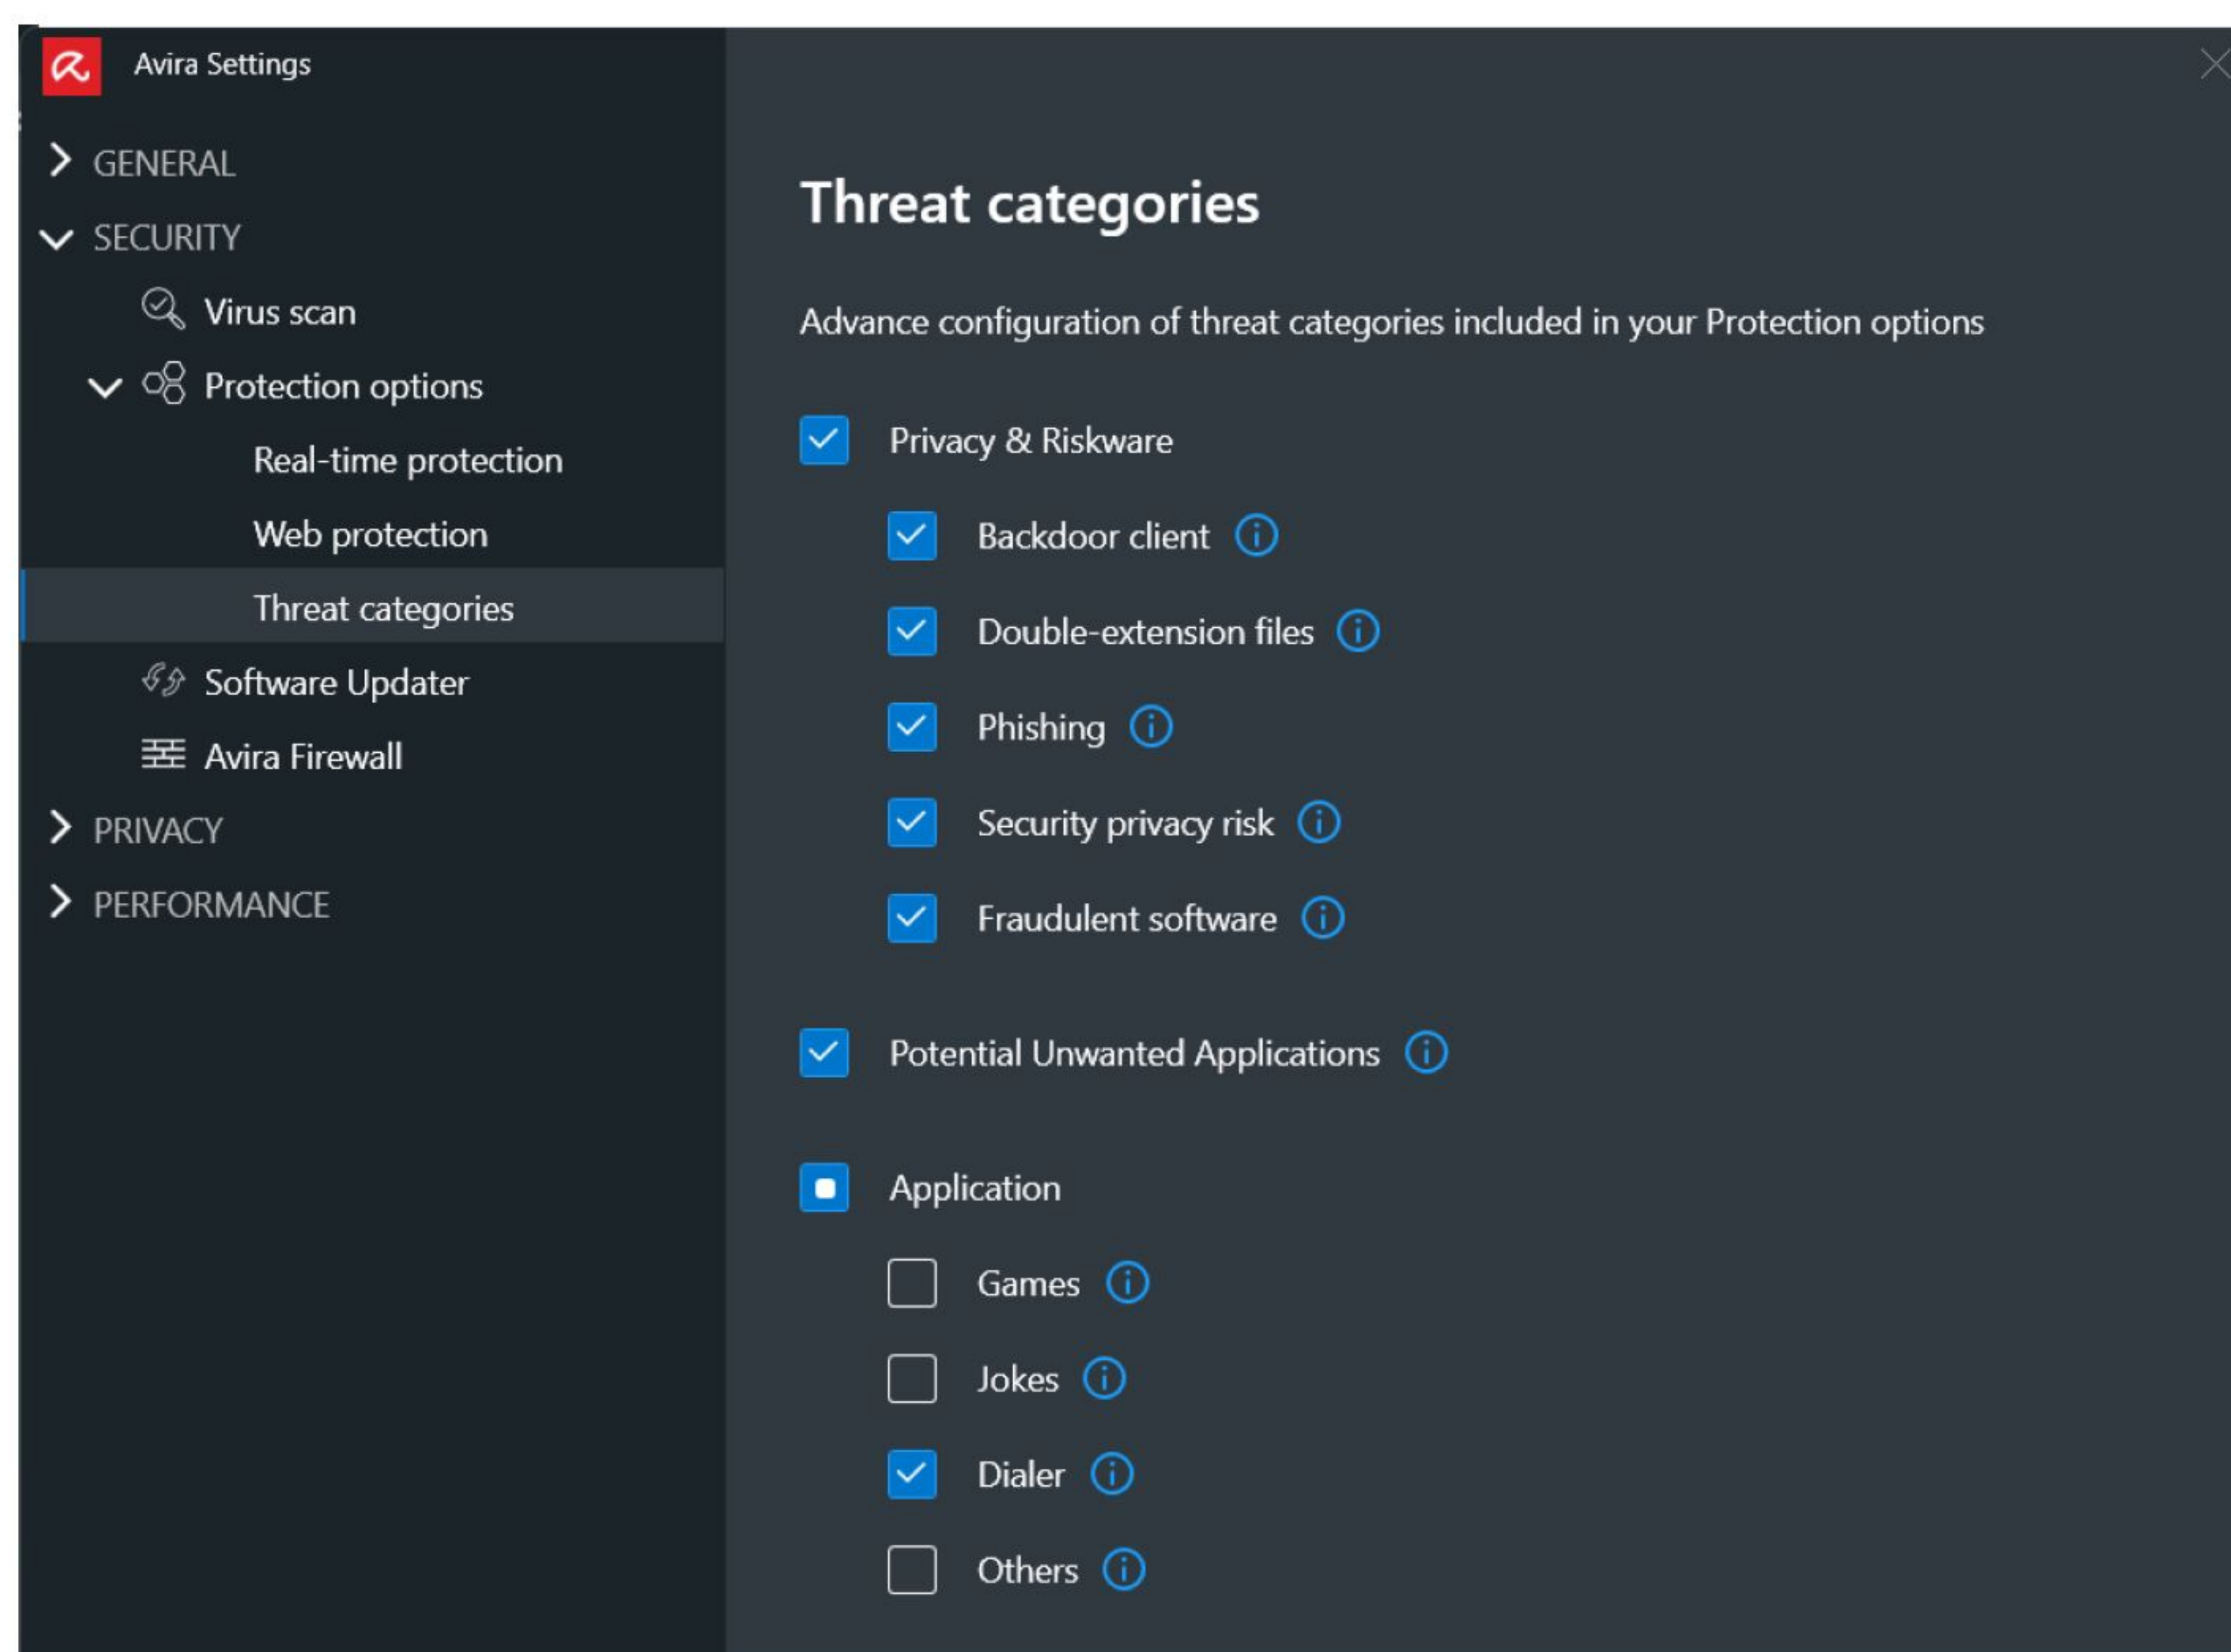 Avira Settings
GENERAL
SECURITY
Virus scan
Protection options
Real-time protection
Web protection
Threat categories
Software Updater
Avira Firewall
PRIVACY
PERFORMANCE
Threat categories
Advance configuration of threat categories included in your Protection options
Privacy & Riskware
Backdoor client
Double-extension files
Phishing
Security privacy risk
Fraudulent software
Potential Unwanted Applications
Application
Games
Jokes
Dialer
Others